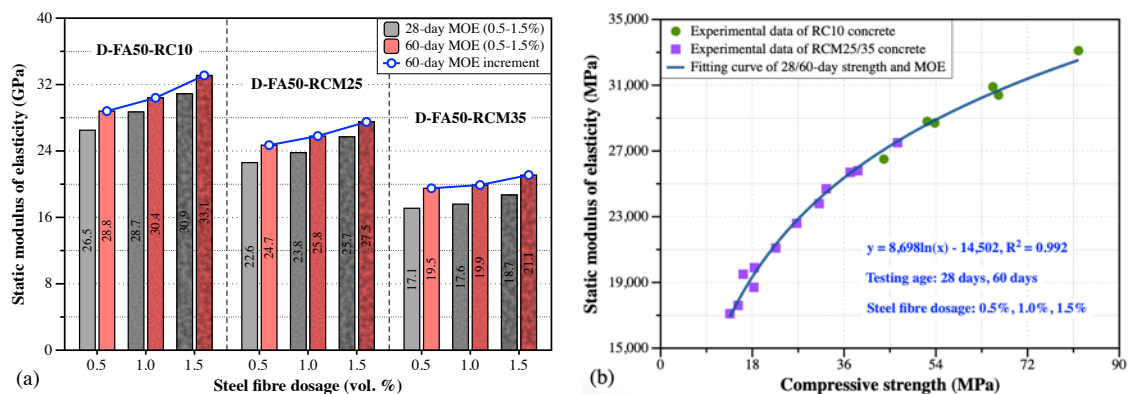 40
32
24
16
8
0
Static modulus of elasticity (GPa)
D-FA50-RC10
D-FA50-RCM25
D-FA50-RCM35
28-day MOE (0.5-1.5%)
60-day MOE (0.5-1.5%)
60-day MOE increment
26.5
28.8
28.7
30.4
30.9
33.1
22.6
24.7
23.8
25.8
25.7
27.5
17.1
19.5
17.6
19.9
18.7
21.1
0.5 1.0 1.5 0.5 1.0 1.5 0.5 1.0 1.5
Steel fibre dosage (vol. %)
(a)
35,000
31,000
27,000
23,000
19,000
15,000
Static modulus of elasticity (MPa)
Experimental data of RC10 concrete
Experimental data of RCM25/35 concrete
Fitting curve of 28/60-day strength and MOE
y = 8,698ln(x) - 14,502, R² = 0.992
Testing age: 28 days, 60 days
Steel fibre dosage: 0.5%, 1.0%, 1.5%
0 18 36 54 72 90
Compressive strength (MPa)
(b)